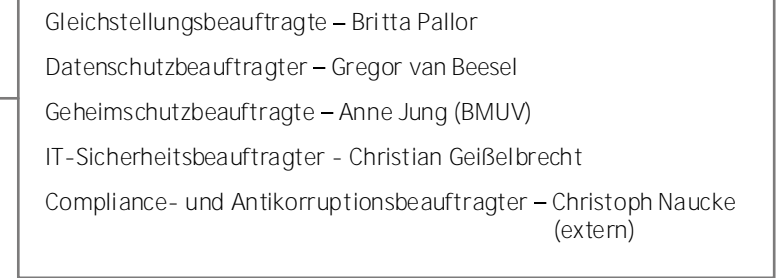 Gleichstellungsbeauftragte – Britta Pallor
Datenschutzbeauftragter – Gregor van Beesel
Geheimschutzbeauftragte – Anne Jung (BMUV)
IT-Sicherheitsbeauftragter - Christian Geißelbrecht
Compliance- und Antikorruptionsbeauftragter – Christoph Naucke
(extern)